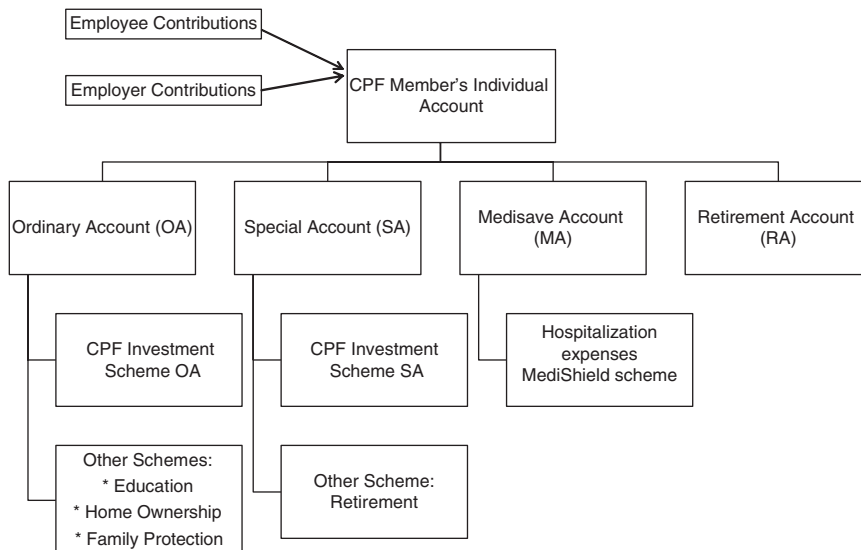 Employee Contributions
Employer Contributions
CPF Member’s Individual
Account
Ordinary Account (OA)
Special Account (SA)
Medisave Account
(MA)
Retirement Account
(RA)
CPF Investment
Scheme OA
CPF Investment
Scheme SA
Hospitalization
expenses
MediShield scheme
Other Schemes:
* Education
* Home Ownership
* Family Protection
Other Scheme:
Retirement